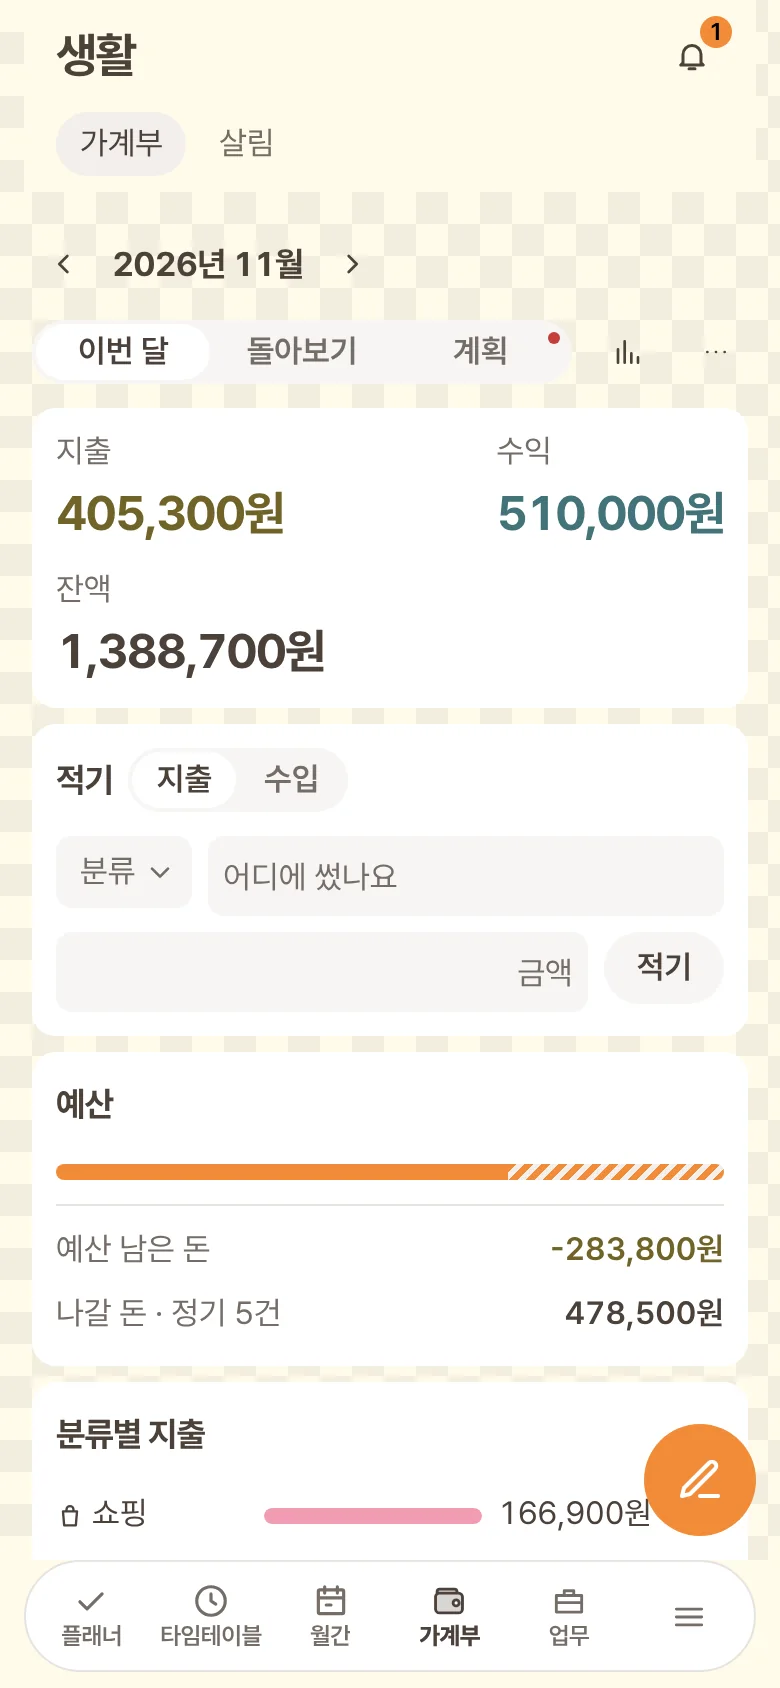 생활
1
가계부 살림
2026년 11월
이번 달 돌아보기 계획 ...
지출 수익
405,300원 510,000원
잔액
1,388,700원
적기 지출 수입
분류 어디에 썼나요
금액 적기
예산
예산 남은 돈 -283,800원
나갈 돈 · 정기 5건 478,500원
분류별 지출
쇼핑 166,900원
플래너 타임테이블 월간 가계부 업무